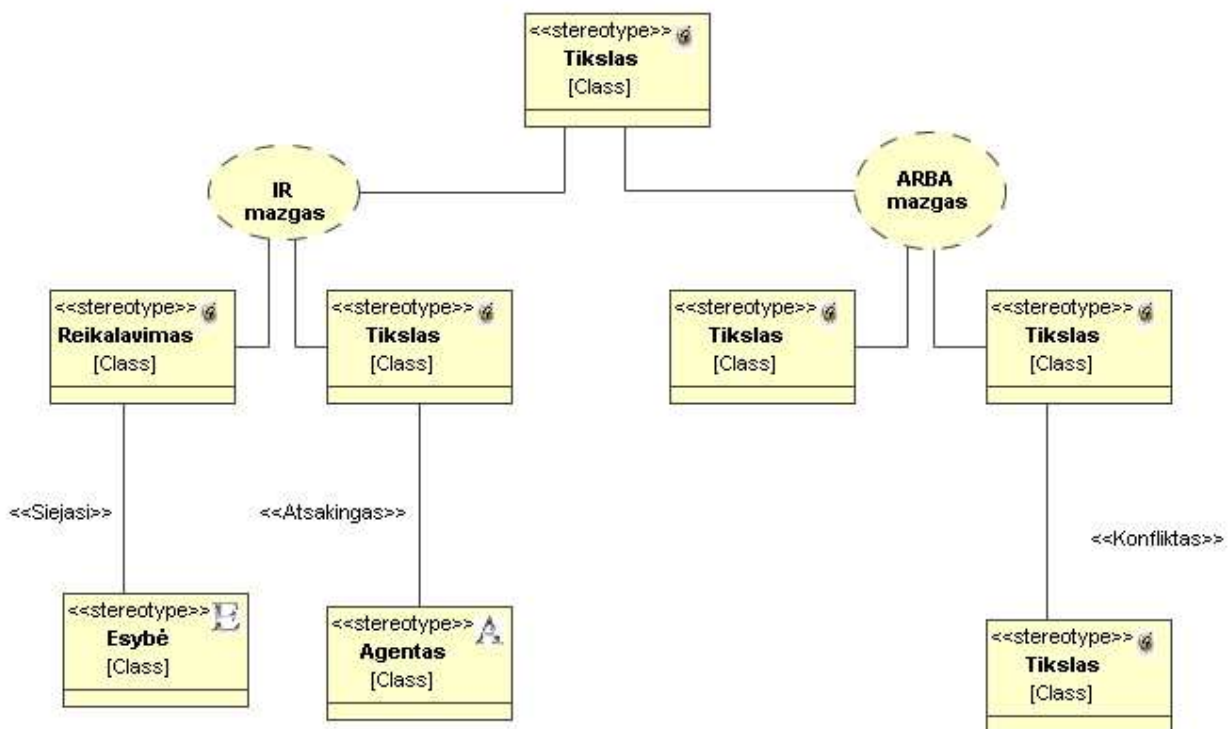 <<stereotype>>
Tikslas
[Class]
IR
mazgas
ARBA
mazgas
<<stereotype>>
Reikalavimas
[Class]
<<stereotype>>
Tikslas
[Class]
<<stereotype>>
Tikslas
[Class]
<<stereotype>>
Tikslas
[Class]
<<Siejasi>>
<<Atsakingas>>
<<Konfliktas>>
<<stereotype>>
Esybė
[Class]
<<stereotype>>
Agentas
[Class]
<<stereotype>>
Tikslas
[Class]